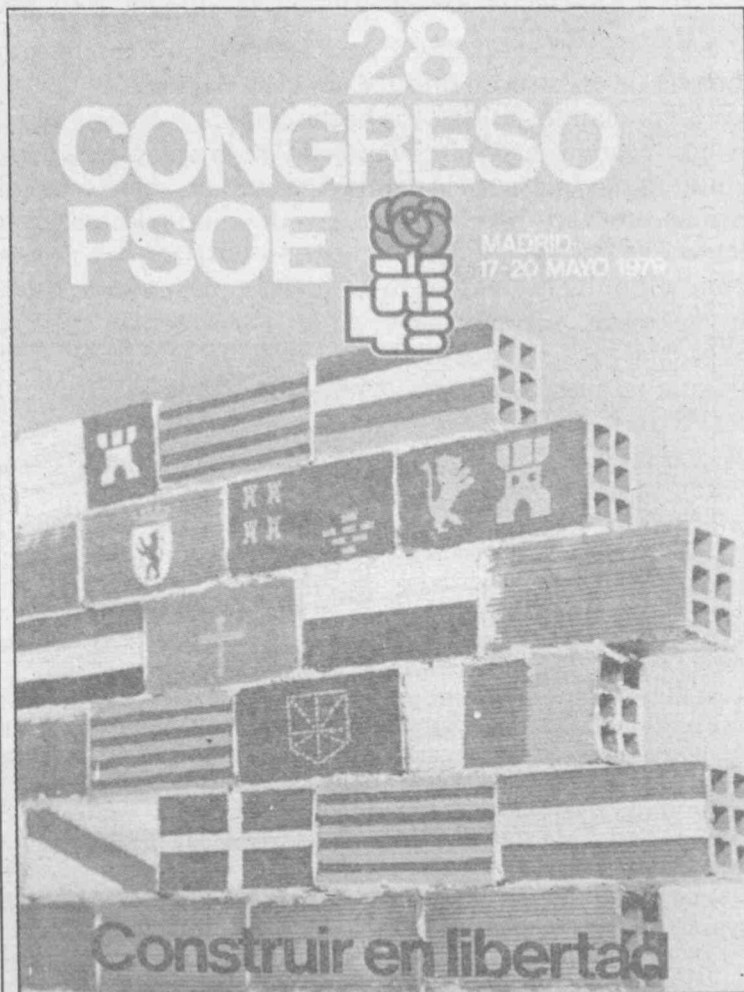 28
CONGRESO
PSOE
MADRID
17-20 MAYO 1979
Construir en libertad